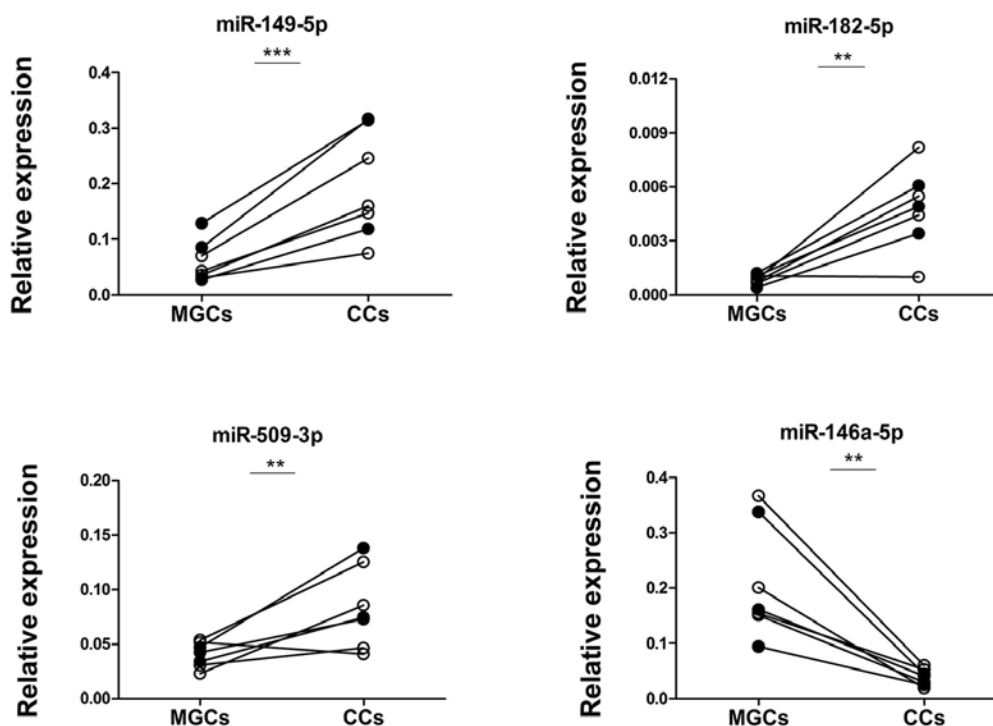 miR-149-5p
***
Relative expression
0.4
0.3
0.2
0.1
0.0
MGCs CCs
miR-182-5p
**
Relative expression
0.012
0.009
0.006
0.003
0.000
MGCs CCs
miR-509-3p
**
Relative expression
0.20
0.15
0.10
0.05
0.00
MGCs CCs
miR-146a-5p
**
Relative expression
0.4
0.3
0.2
0.1
0.0
MGCs CCs